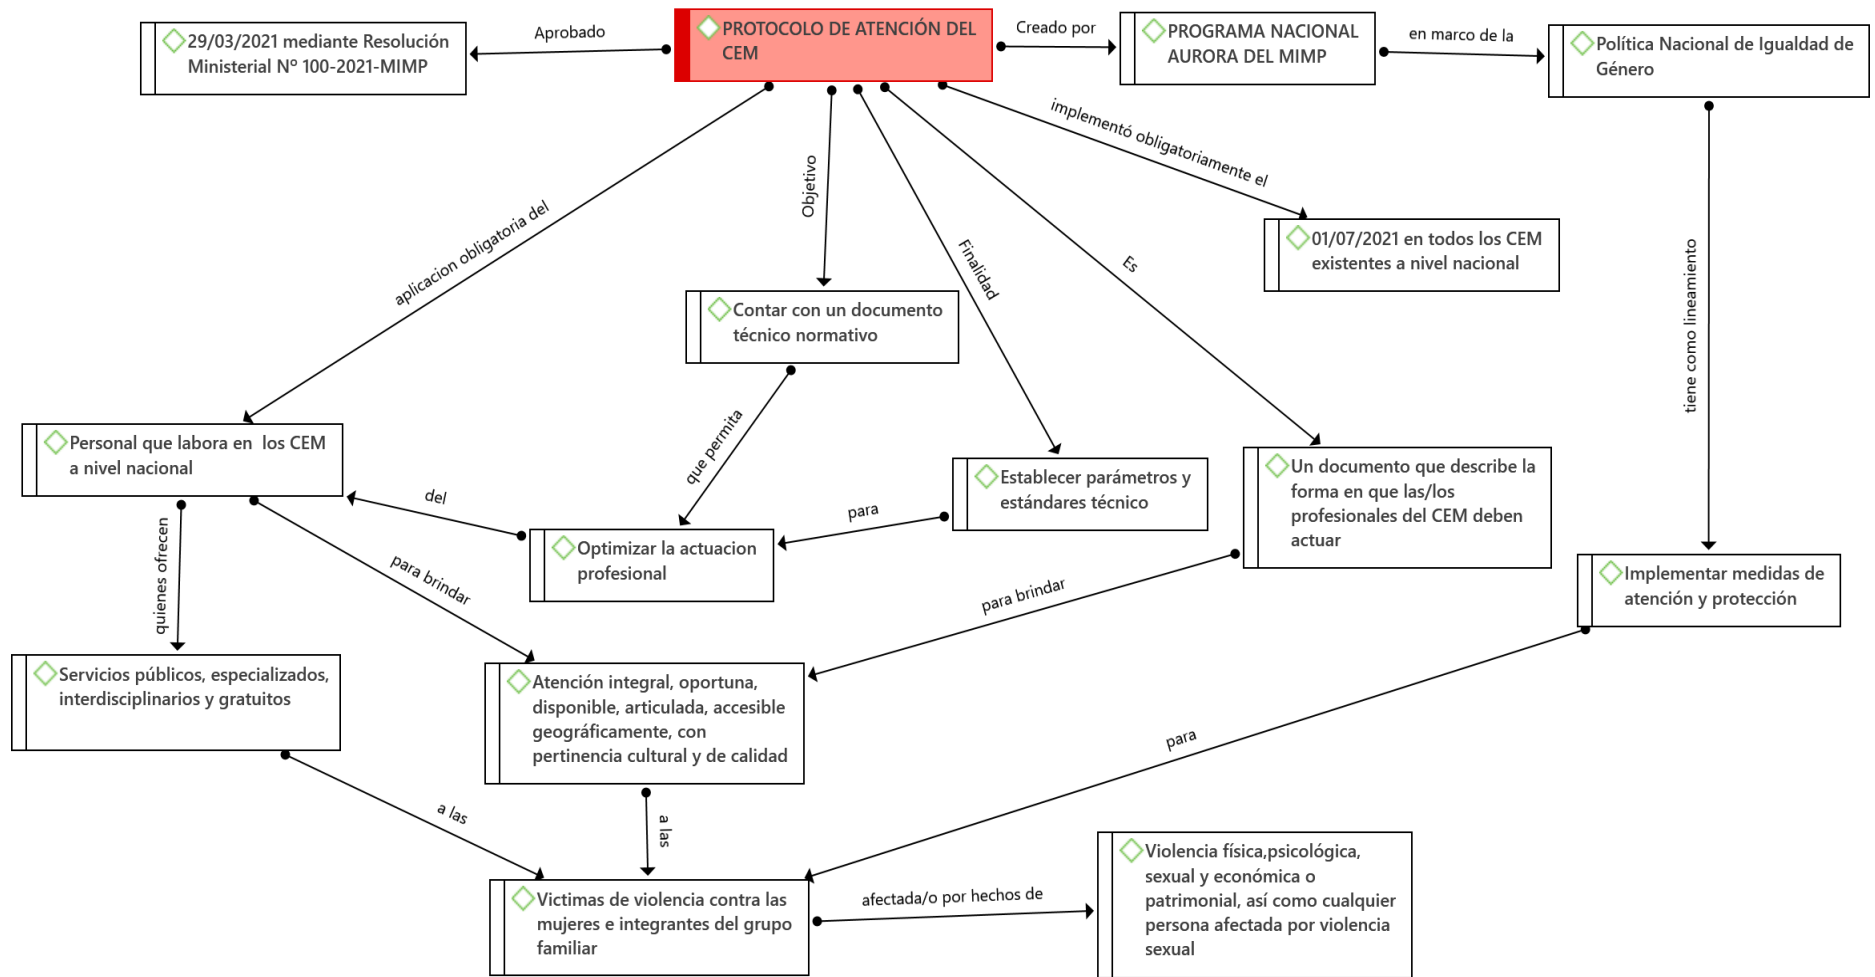 29/03/2021 mediante Resolución
Ministerial Nº 100-2021-MIMP
Aprobado
PROTOCOLO DE ATENCIÓN DEL
CEM
Creado por
PROGRAMA NACIONAL
AURORA DEL MIMP
en marco de la
Política Nacional de Igualdad de
Género
aplicacion obligatoria del
Objetivo
Finalidad
Es
implementó obligatoriamente el
01/07/2021 en todos los CEM
existentes a nivel nacional
tiene como lineamiento
Contar con un documento
técnico normativo
que permita
Personal que labora en los CEM
a nivel nacional
del
Optimizar la actuacion
profesional
para
Establecer parámetros y
estándares técnico
Un documento que describe la
forma en que las/los
profesionales del CEM deben
actuar
Implementar medidas de
atención y protección
quienes ofrecen
para brindar
para brindar
para
Servicios públicos, especializados,
interdisciplinarios y gratuitos
Atención integral, oportuna,
disponible, articulada, accesible
geográficamente, con
pertinencia cultural y de calidad
a las
a las
Victimas de violencia contra las
mujeres e integrantes del grupo
familiar
afectada/o por hechos de
Violencia física,psicológica,
sexual y económica o
patrimonial, así como cualquier
persona afectada por violencia
sexual